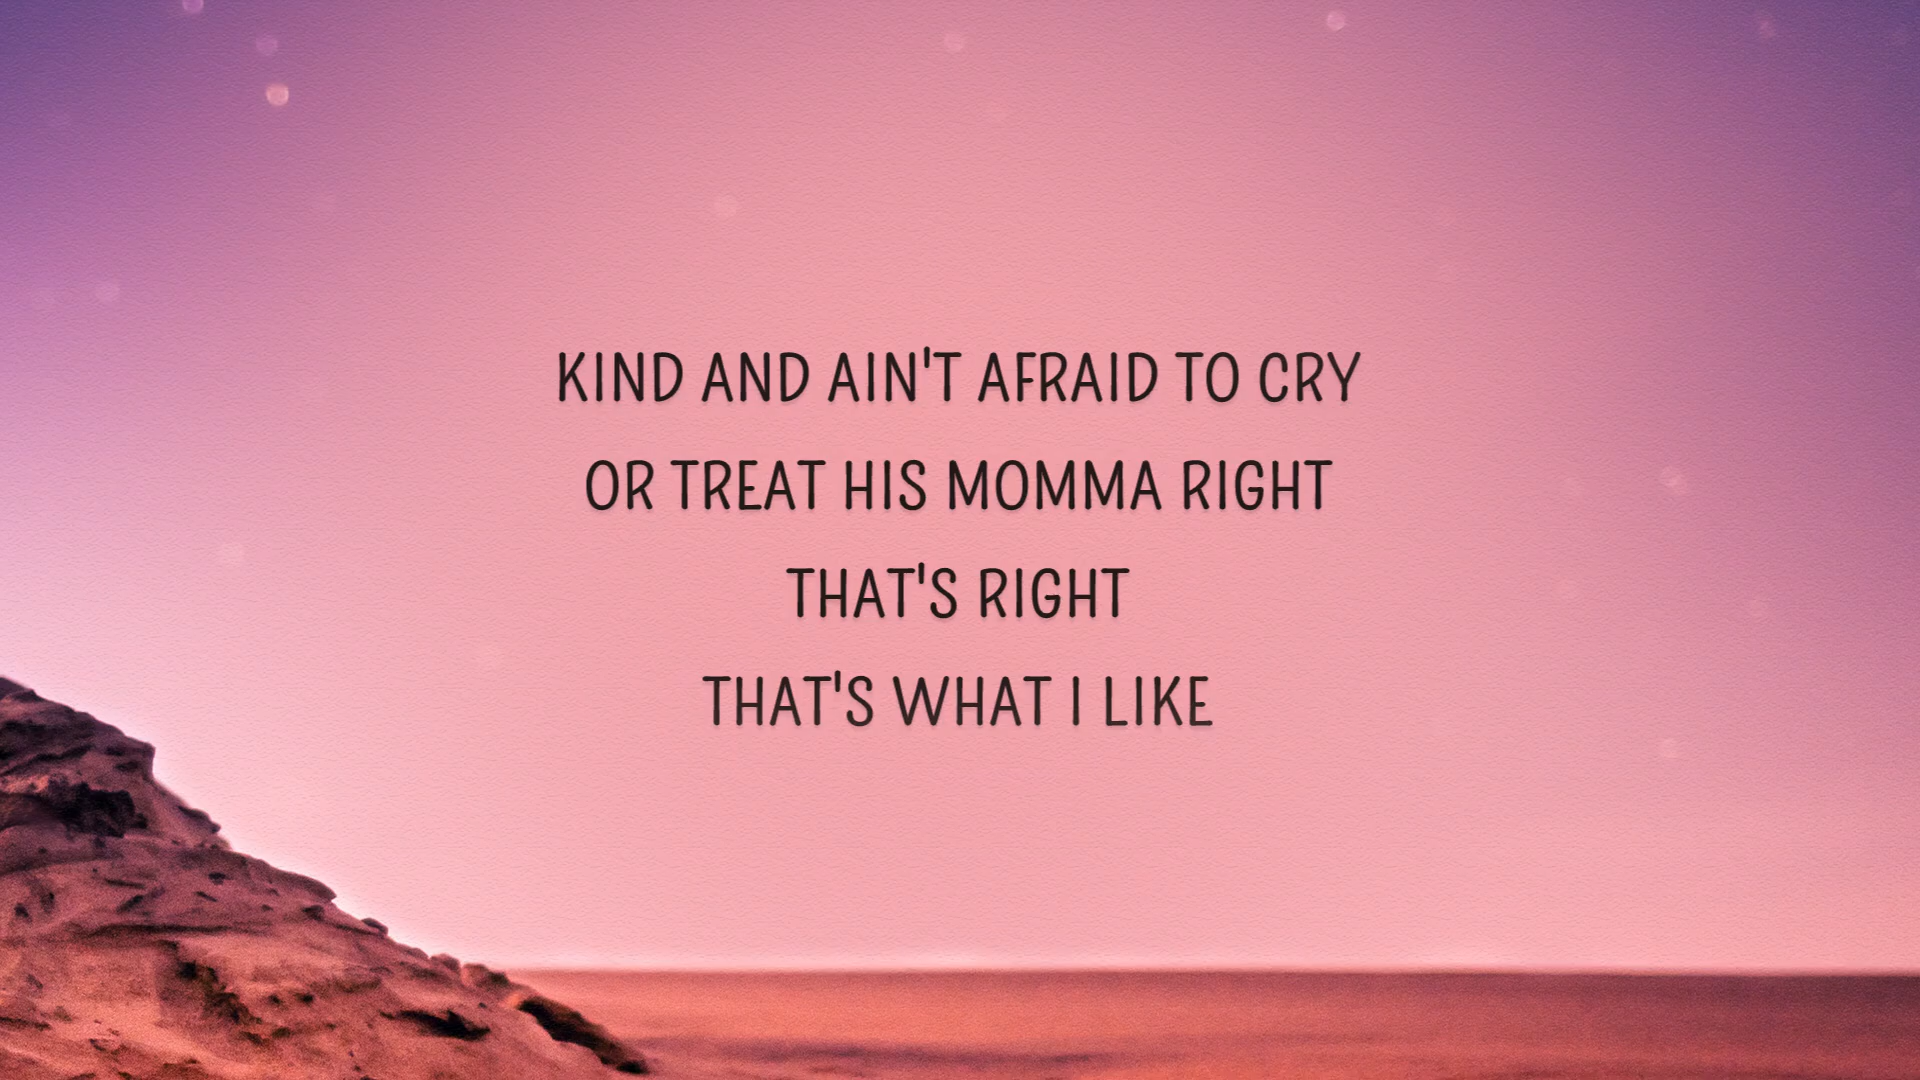 KIND AND AIN'T AFRAID TO CRY
OR TREAT HIS MOMMA RIGHT
THAT'S RIGHT
THAT'S WHAT I LIKE